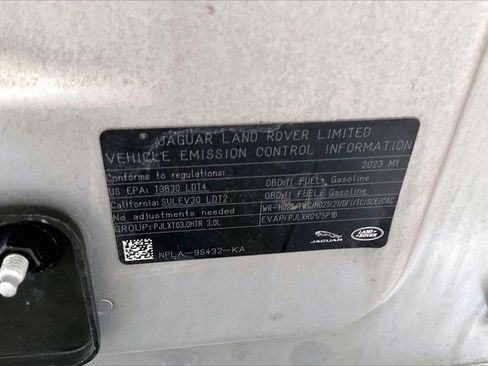 JAGUAR LAND ROVER LIMITED
VEHICLE EMISSION CONTROL INFORMATION
Conforms to regulations: 2023 MY
US EPA: T3B30 LDT4 OBD:II FUEL: Gasoline
California: SULEV30 LDT2 OBD:II FUEL: Gasoline
No adjustments needed
GROUP: PJLXT03.0HTR 3.0L EVAP: PJLXR0175P1B
NPLA-9S432-KA
JAGUAR
LAND ROVER